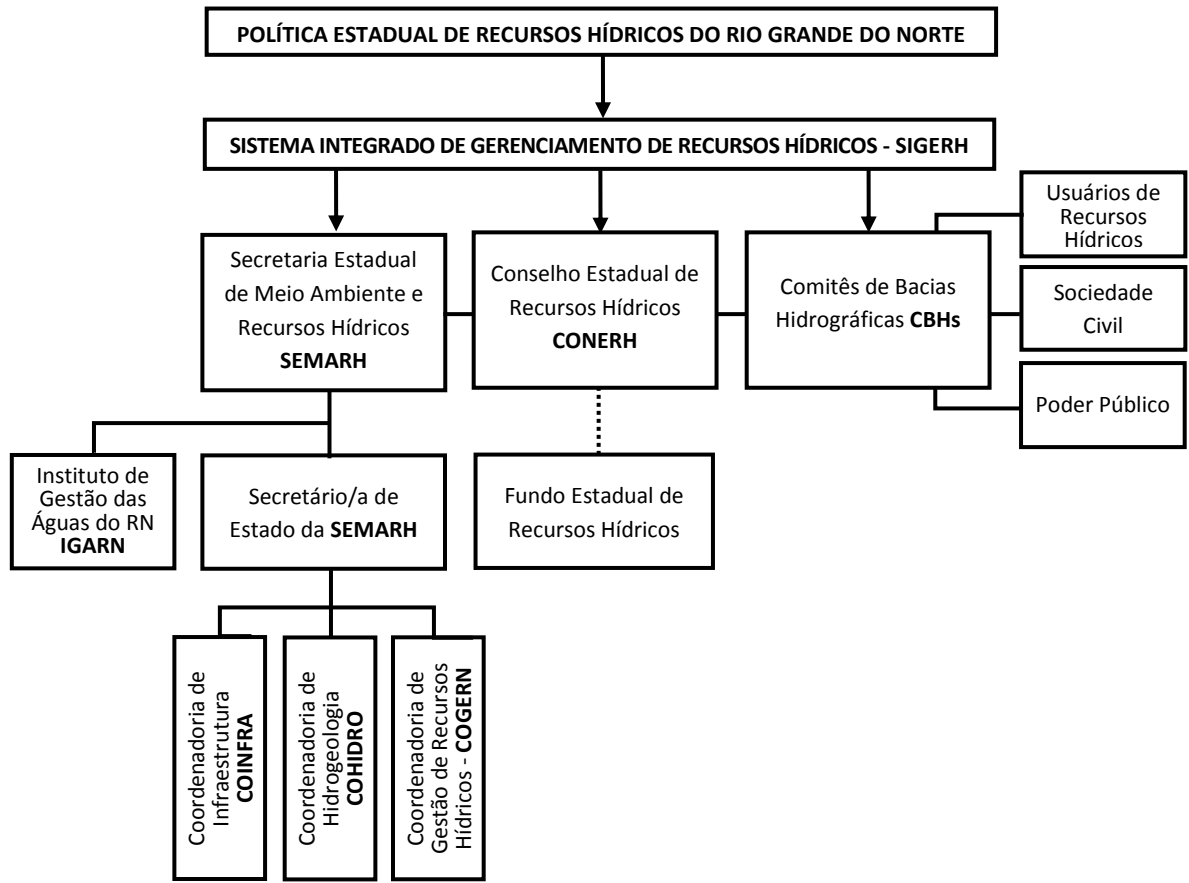 POLÍTICA ESTADUAL DE RECURSOS HÍDRICOS DO RIO GRANDE DO NORTE
SISTEMA INTEGRADO DE GERENCIAMENTO DE RECURSOS HÍDRICOS - SIGERH
Secretaria Estadual
de Meio Ambiente e
Recursos Hídricos
SEMARH
Conselho Estadual de
Recursos Hídricos
CONERH
Comitês de Bacias
Hidrográficas CBHs
Usuários de
Recursos
Hídricos
Sociedade
Civil
Poder Público
Instituto de
Gestão das
Águas do RN
IGARN
Secretário/a de
Estado da SEMARH
Fundo Estadual de
Recursos Hídricos
Coordenadoria de
Infraestrutura
COINFRA
Coordenadoria de
Hidrogeologia
COHIDRO
Coordenadoria de
Gestão de Recursos
Hídricos - COGERN